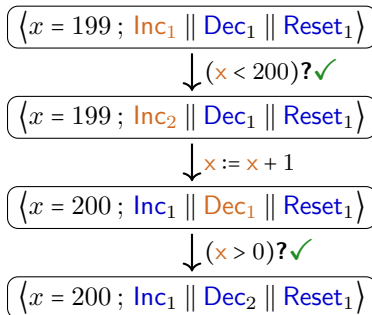 ⟨x = 199 ; Inc₁ || Dec₁ || Reset₁⟩
(x < 200)?✓
⟨x = 199 ; Inc₂ || Dec₁ || Reset₁⟩
x := x + 1
⟨x = 200 ; Inc₁ || Dec₁ || Reset₁⟩
(x > 0)?✓
⟨x = 200 ; Inc₁ || Dec₂ || Reset₁⟩